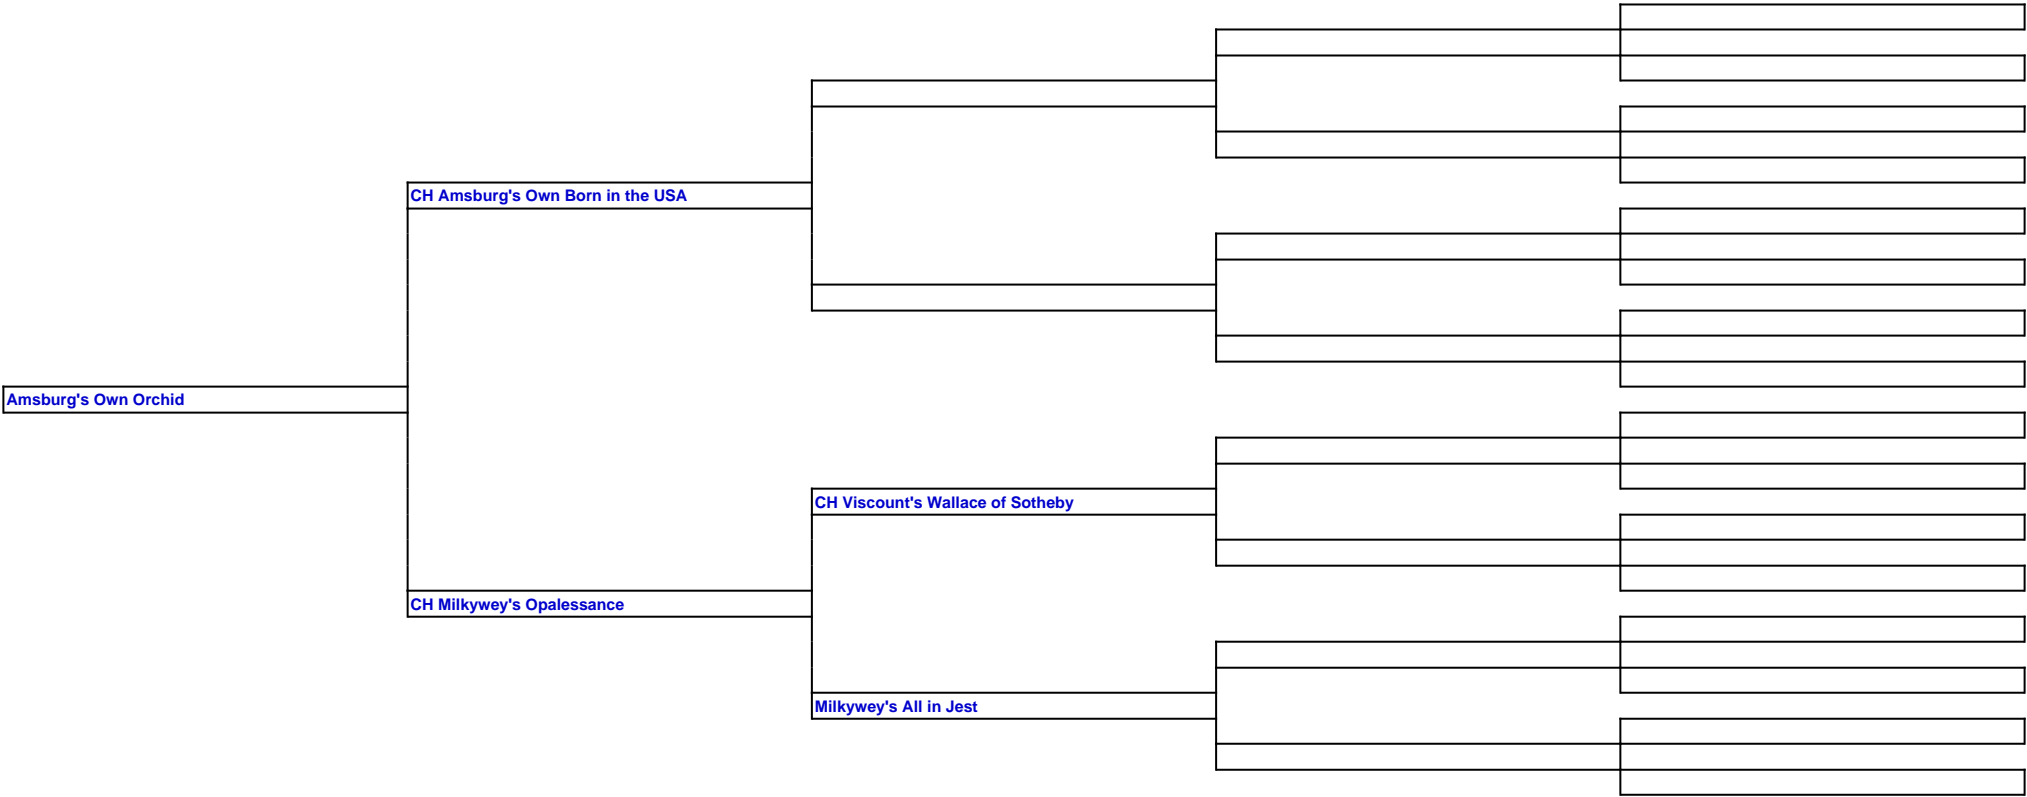 CH Amsburg's Own Born in the USA
Amsburg's Own Orchid
CH Viscount's Wallace of Sotheby
CH Milkywey's Opalessance
Milkywey's All in Jest